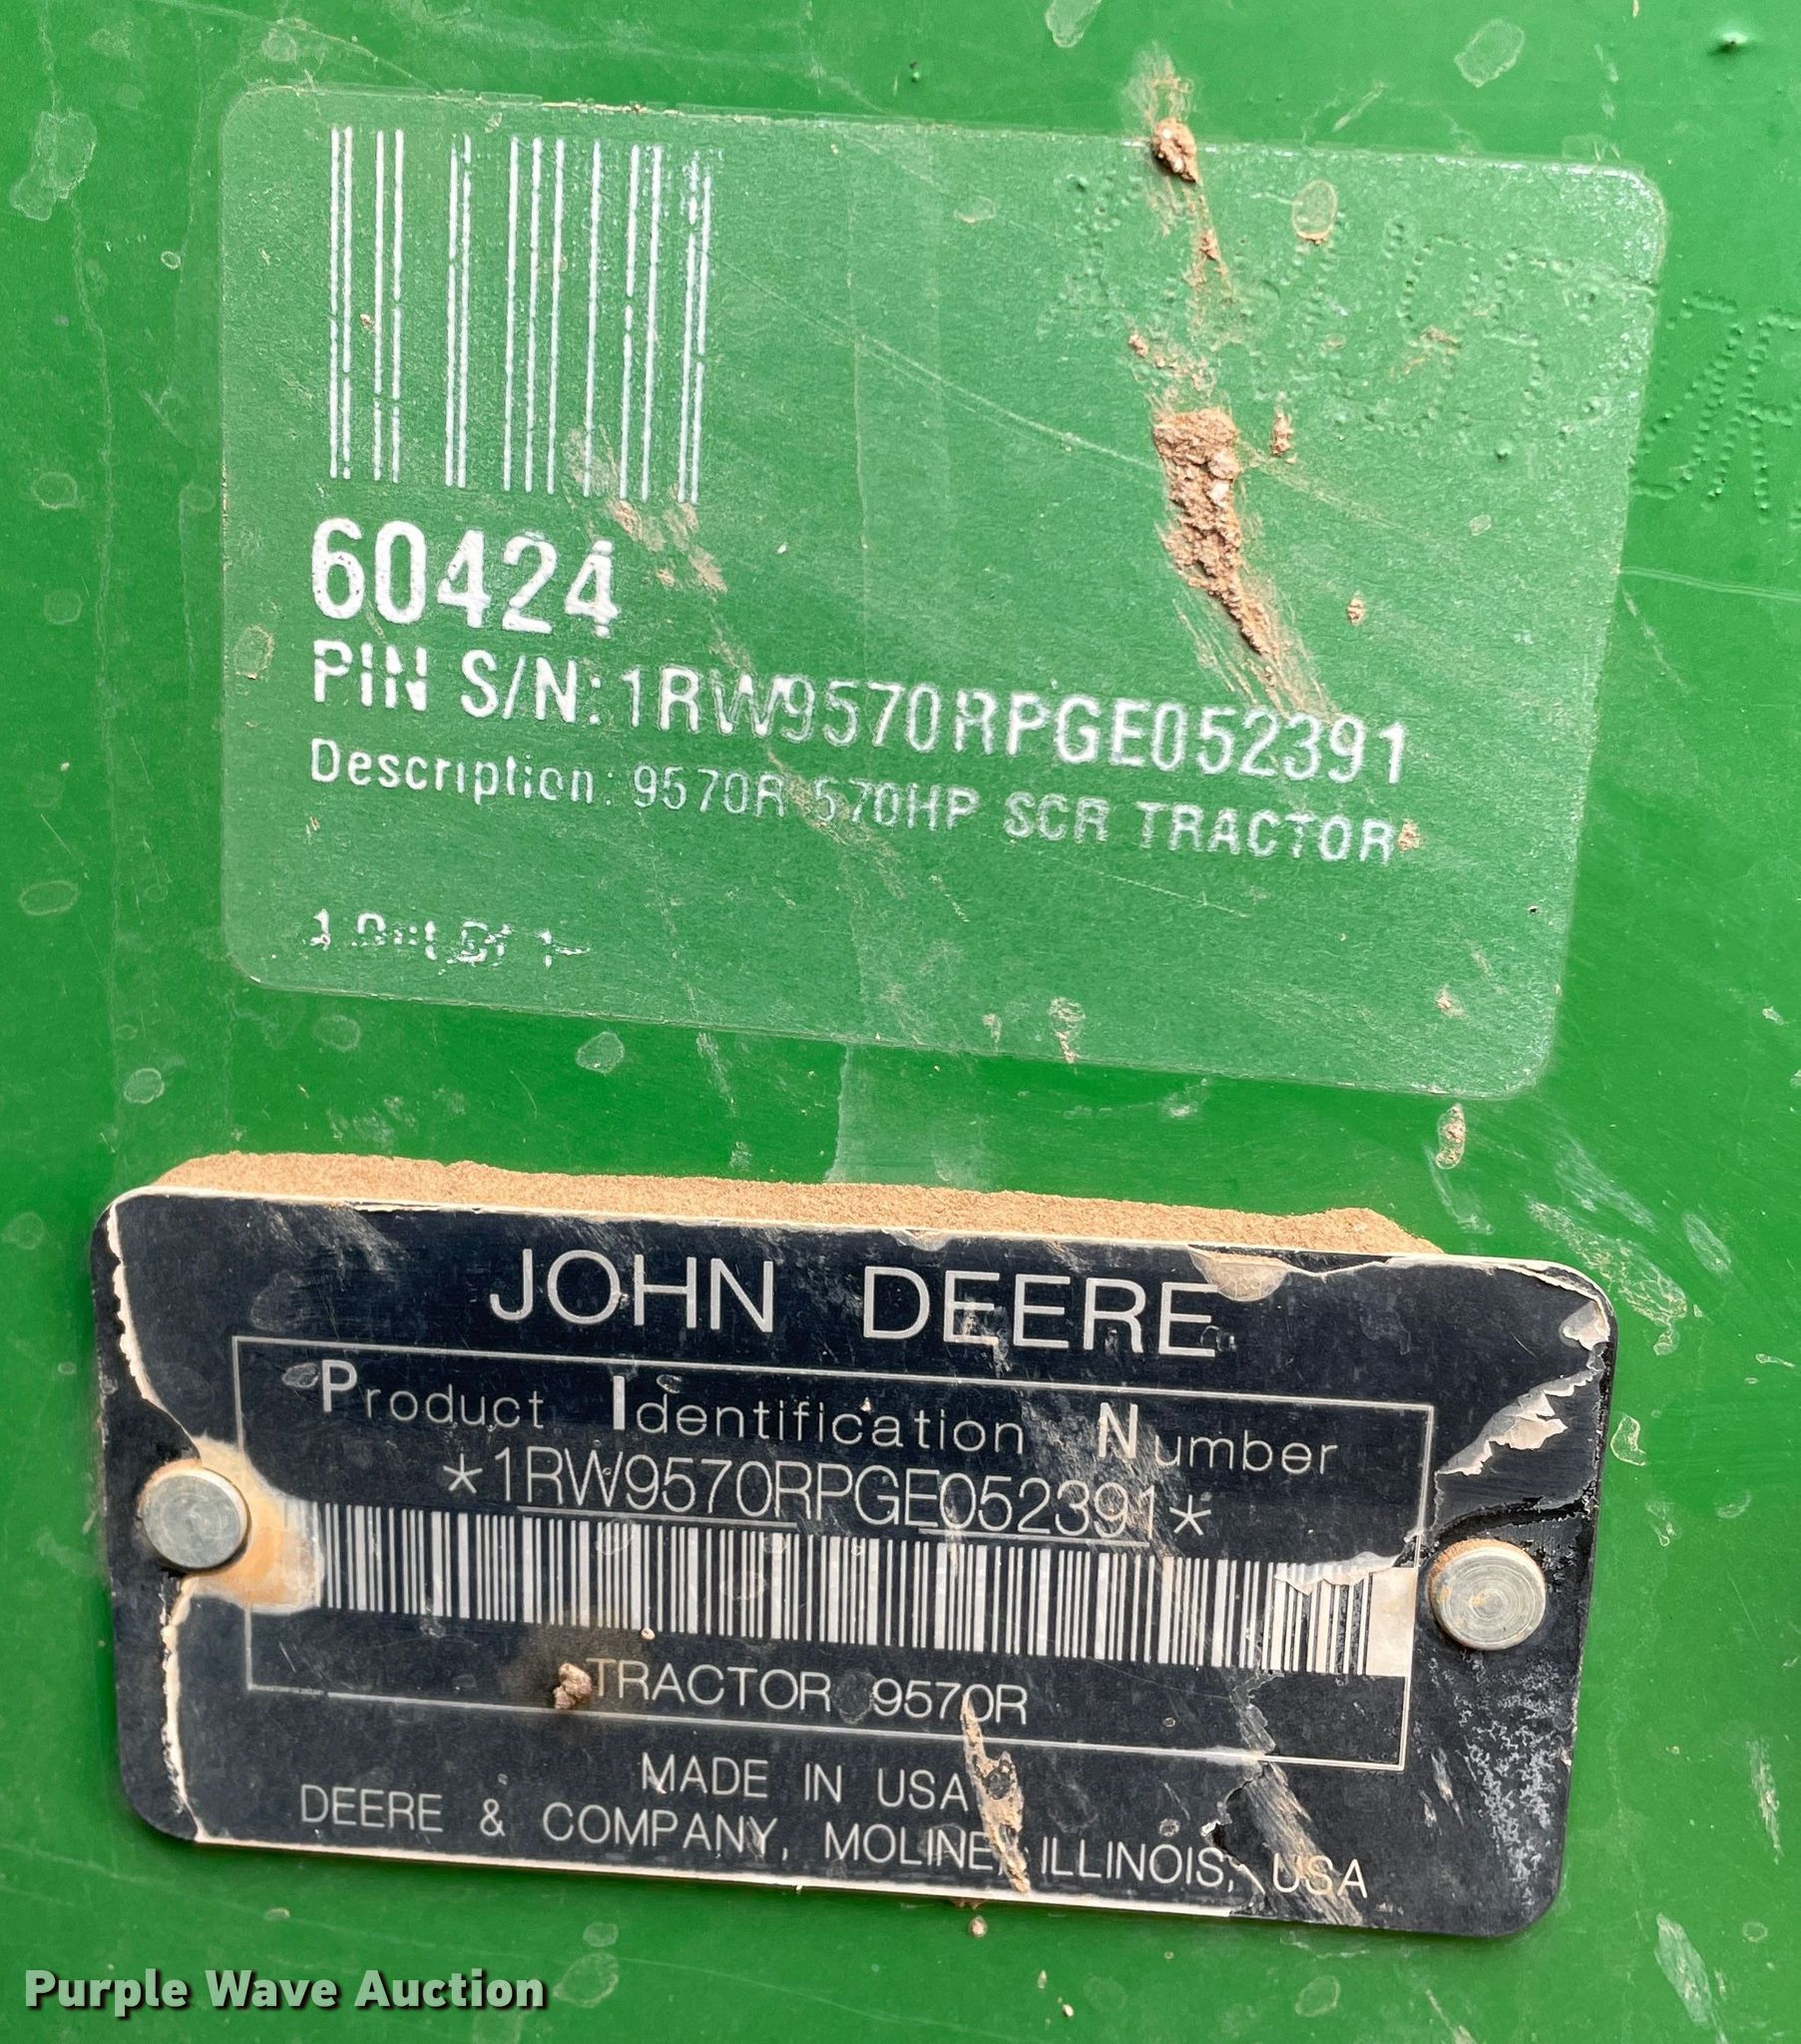 60424
PIN S/N: 1RW9570RPGE052391
Description: 9570R 570HP SCR TRACTOR
JOHN DEERE
Product Identification Number
*1RW9570RPGE052391*
TRACTOR 9570R
MADE IN USA
DEERE & COMPANY, MOLINE, ILLINOIS, USA
Purple Wave Auction